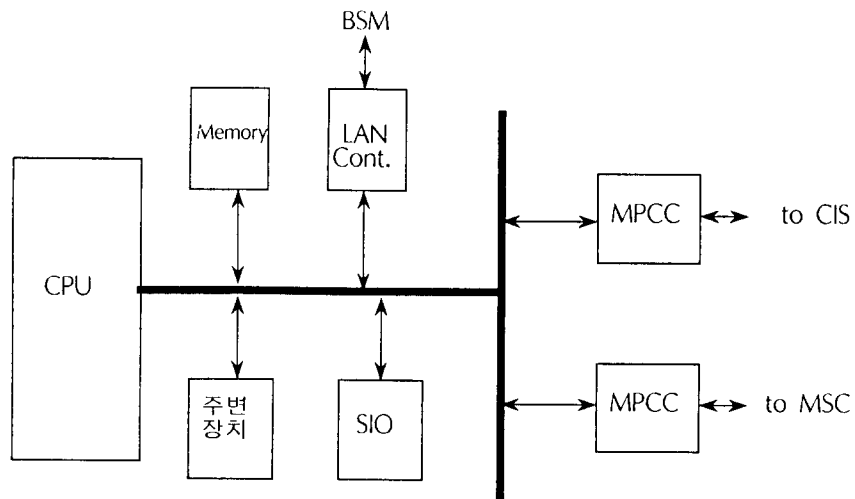 BSM
Memory
LAN
Cont.
MPCC
to CIS
CPU
주변
장치
SIO
MPCC
to MSC